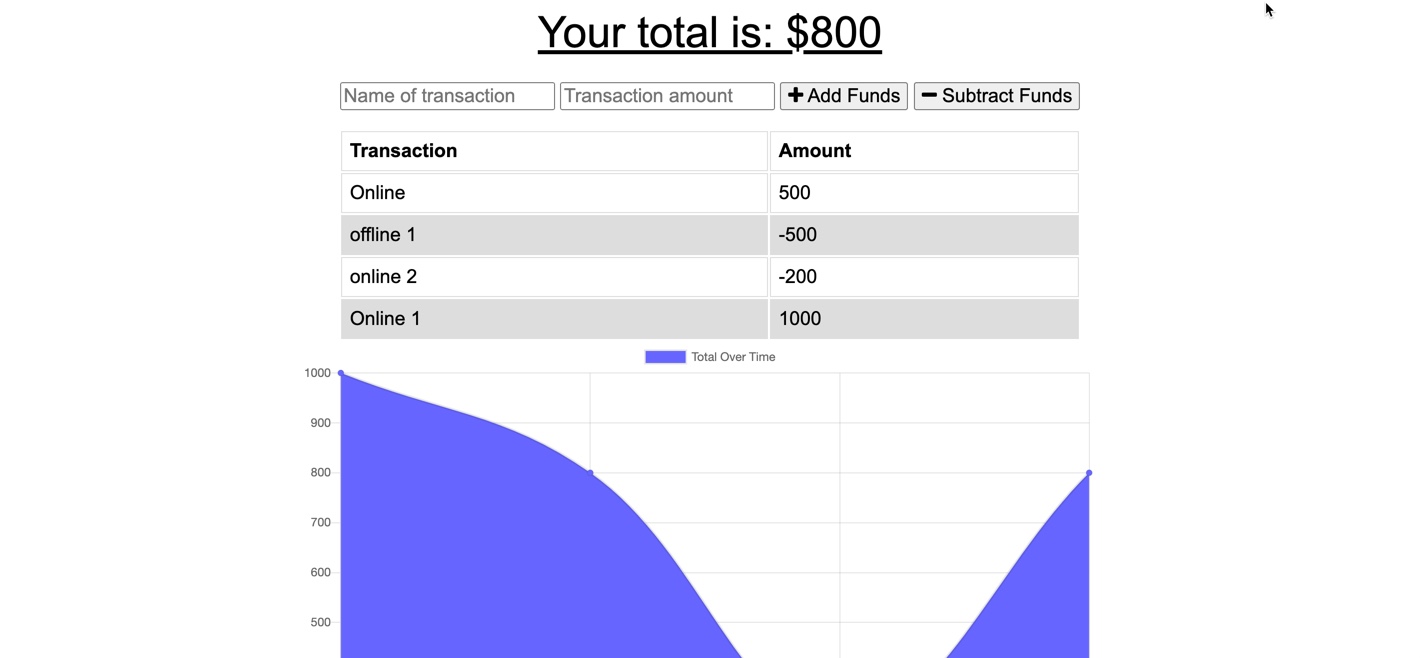 Your total is: $800
Name of transaction Transaction amount Add Funds Subtract Funds
Transaction Amount
Online 500
offline 1 -500
online 2 -200
Online 1 1000
Total Over Time
1000
900
800
700
600
500